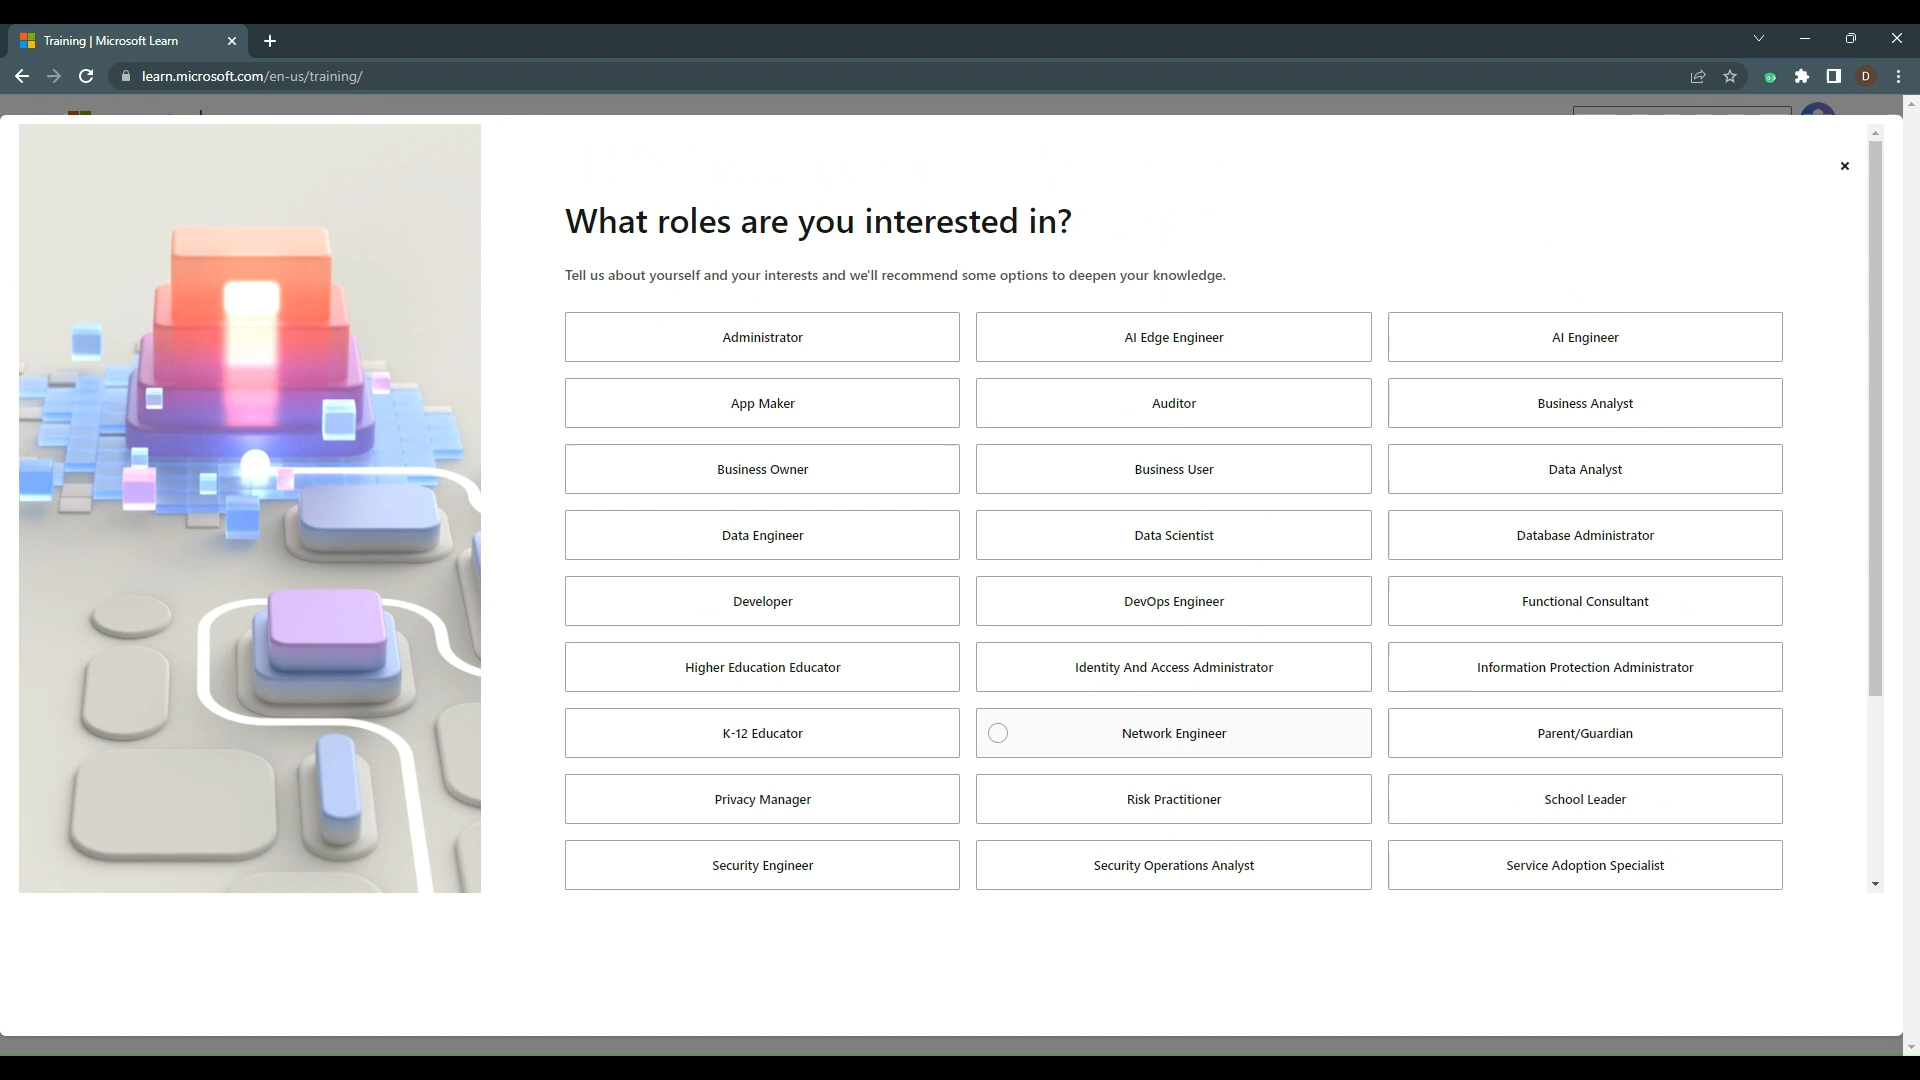 Training | Microsoft Learn
learn.microsoft.com/en-us/training/
D
What roles are you interested in?
Tell us about yourself and your interests and we'll recommend some options to deepen your knowledge.
Administrator
AI Edge Engineer
AI Engineer
App Maker
Auditor
Business Analyst
Business Owner
Business User
Data Analyst
Data Engineer
Data Scientist
Database Administrator
Developer
DevOps Engineer
Functional Consultant
Higher Education Educator
Identity And Access Administrator
Information Protection Administrator
K-12 Educator
Network Engineer
Parent/Guardian
Privacy Manager
Risk Practitioner
School Leader
Security Engineer
Security Operations Analyst
Service Adoption Specialist